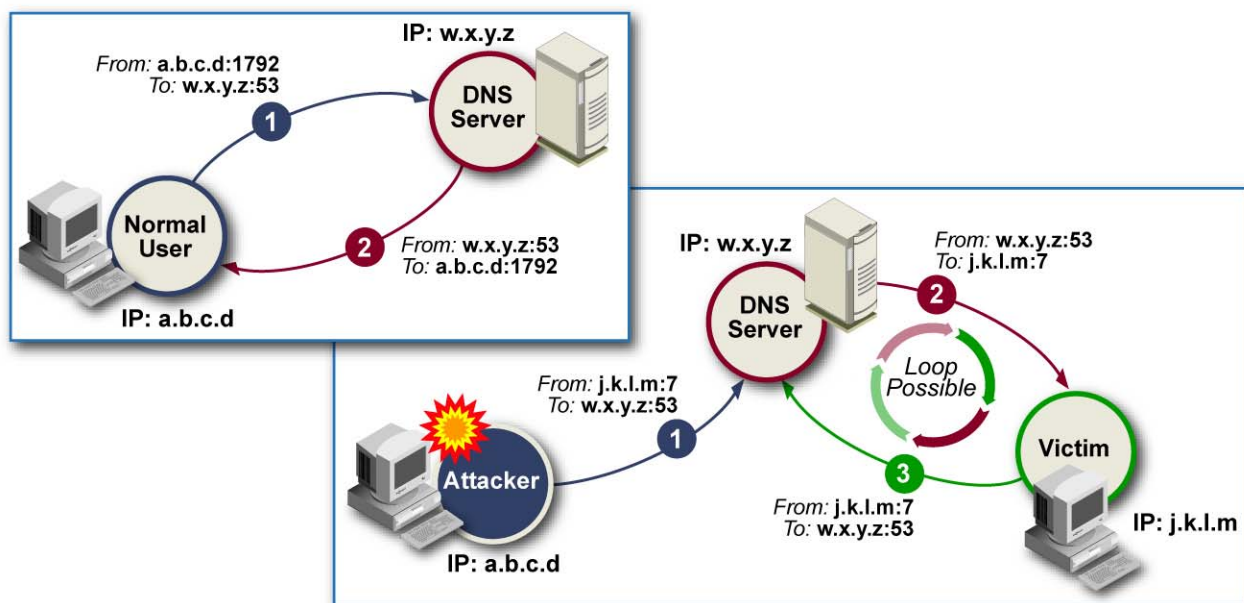 IP: w.x.y.z
From: a.b.c.d:1792
To: w.x.y.z:53
1
DNS
Server
Normal
User
2
From: w.x.y.z:53
To: a.b.c.d:1792
IP: a.b.c.d
IP: w.x.y.z
DNS
Server
2
From: w.x.y.z:53
To: j.k.l.m:7
Loop
Possible
From: j.k.l.m:7
To: w.x.y.z:53
1
Attacker
IP: a.b.c.d
3
From: j.k.l.m:7
To: w.x.y.z:53
Victim
IP: j.k.l.m